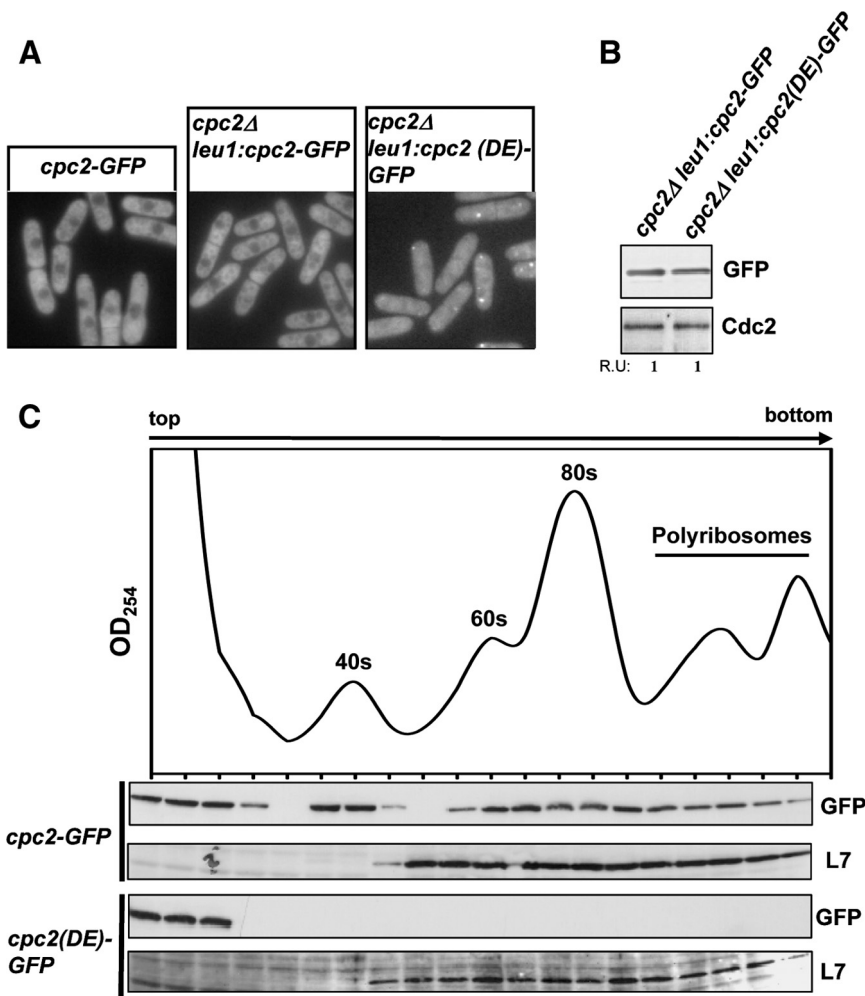 A
cpc2-GFP
cpc2Δ
leu1:cpc2-GFP
cpc2Δ
leu1:cpc2 (DE)-
GFP
B
cpc2Δ leu1:cpc2-GFP
cpc2Δ leu1:cpc2(DE)-GFP
GFP
Cdc2
R.U: 1 1
C
top
bottom
OD254
40s
60s
80s
Polyribosomes
cpc2-GFP
GFP
L7
cpc2(DE)-
GFP
GFP
L7